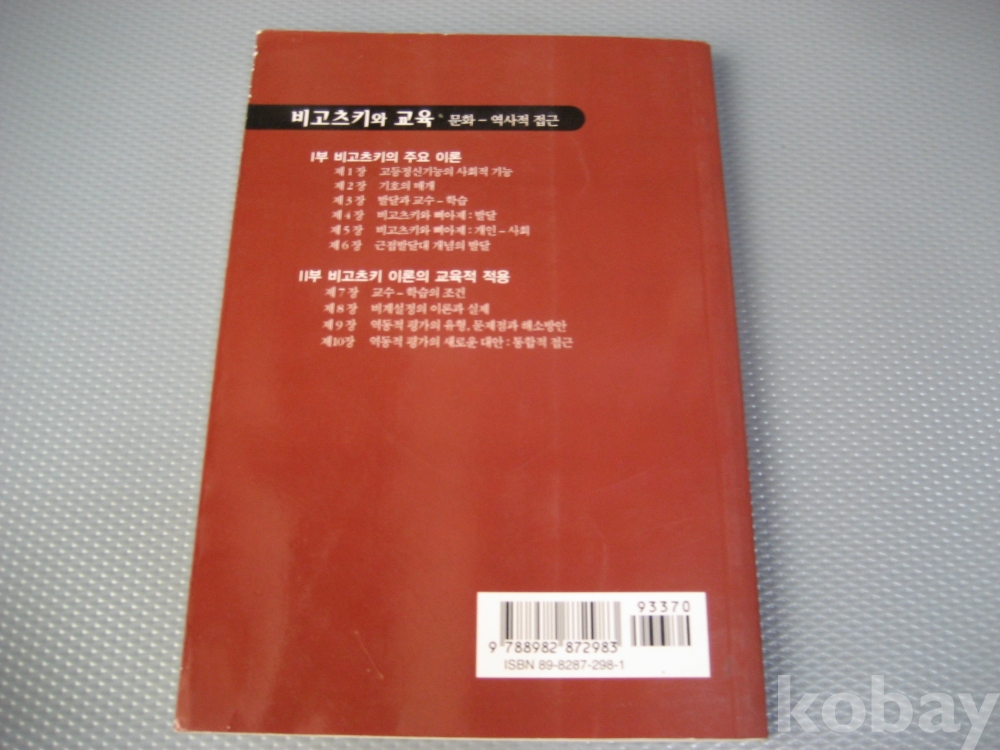 비고츠키와 교육 * 문화 – 역사적 접근
I부 비고츠키의 주요 이론
제 1 장 고등정신기능의 사회적 기능
제 2 장 기호의 매개
제 3 장 발달과 교수 – 학습
제 4 장 비고츠키와 삐아제 : 발달
제 5 장 비고츠키와 삐아제 : 개인 – 사회
제 6 장 근접발달대 개념의 발달
II부 비고츠키 이론의 교육적 적용
제 7 장 교수 – 학습의 조건
제 8 장 비계설정의 이론과 실제
제 9 장 역동적 평가의 유형, 문제점과 해소방안
제10장 역동적 평가의 새로운 대안 : 통합적 접근
93370
9 788982 872983
ISBN 89-8287-298-1
kobay